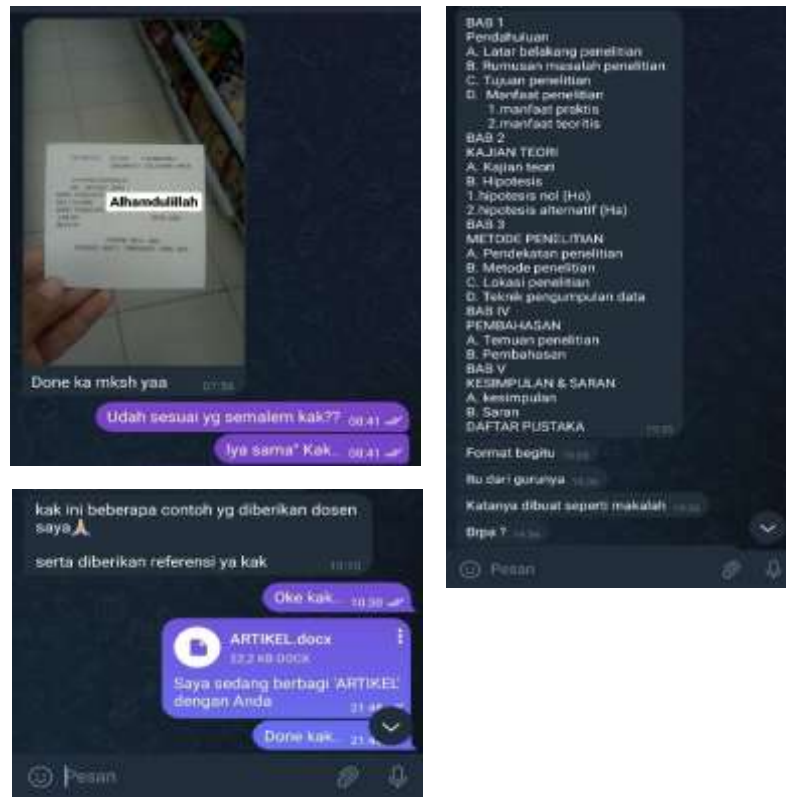 Alhamdulillah
Done ka mksh yaa
Udah sesuai yg semalem kak?? 08.41
Iya sama" Kak.. 08.41
kak ini beberapa contoh yg diberikan dosen
saya🙏🏼
serta diberikan referensi ya kak
Oke kak..
ARTIKEL.docx
DOCX
Saya sedang berbagi 'ARTIKEL'
dengan Anda
Done kak..
Pesan
BAB 1
Pendahuluan
A. Latar belakang penelitian
B. Rumusan masalah penelitian
C. Tujuan penelitian
D. Manfaat penelitian
1.manfaat praktis
2.manfaat teoritis
BAB 2
KAJIAN TEORI
A. Kajian teori
B. Hipotesis
1.hipotesis nol (Ho)
2.hipotesis alternatif (Ha)
BAB 3
METODE PENELITIAN
A. Pendekatan penelitian
B. Metode penelitian
C. Lokasi penelitian
D. Teknik pengumpulan data
BAB IV
PEMBAHASAN
A. Temuan penelitian
B. Pembahasan
BAB V
KESIMPULAN & SARAN
A. kesimpulan
B. Saran
DAFTAR PUSTAKA
Format begitu
Itu dari gurunya
Katanya dibuat seperti makalah
Brpa ?
Pesan